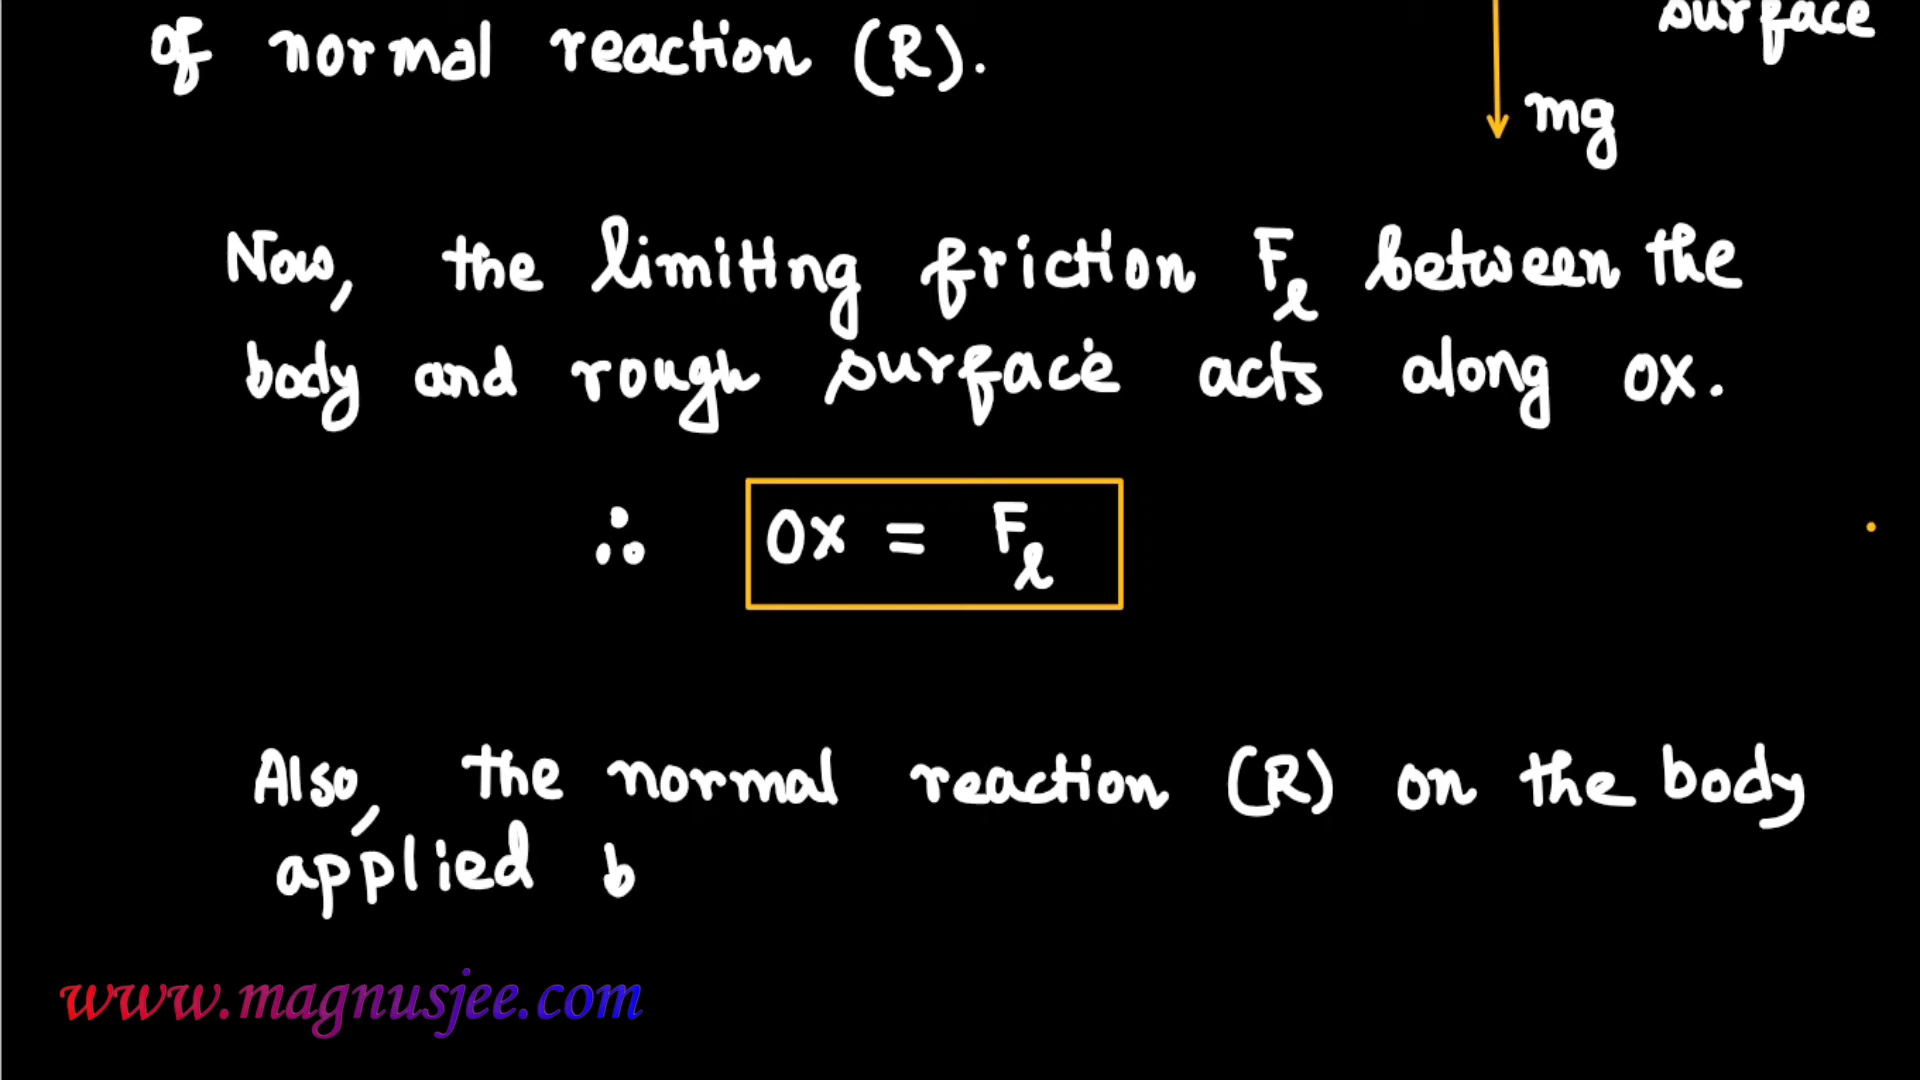 surface
of normal reaction (R).
mg
Now, the limiting friction Fl between the
body and rough surface acts along OX.
∴ OX = Fl
Also, the normal reaction (R) on the body
applied b
www.magnusjee.com